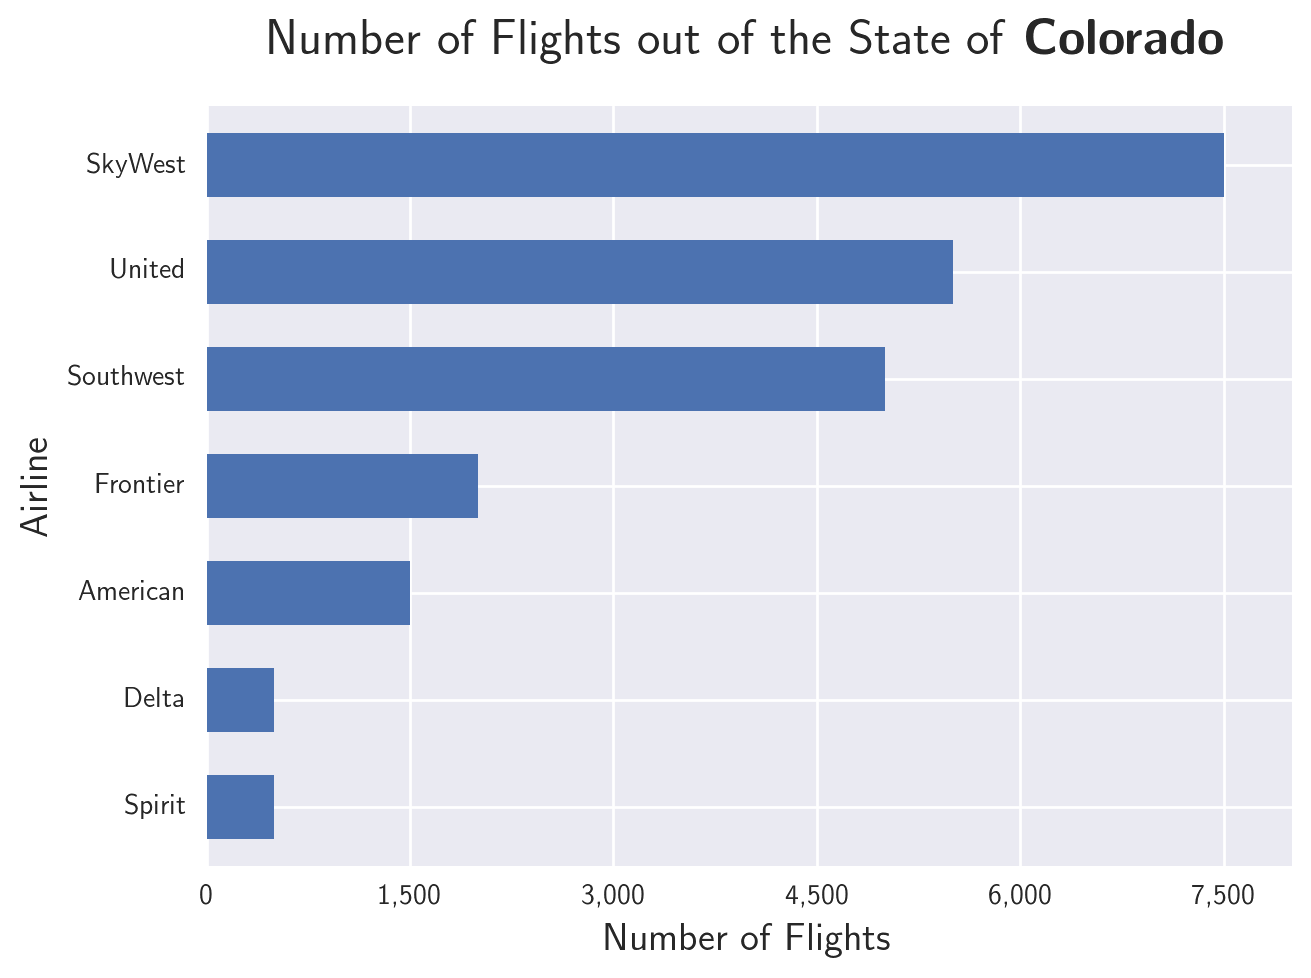 Number of Flights out of the State of Colorado
SkyWest
United
Southwest
Frontier
American
Delta
Spirit
Airline
0 1,500 3,000 4,500 6,000 7,500
Number of Flights